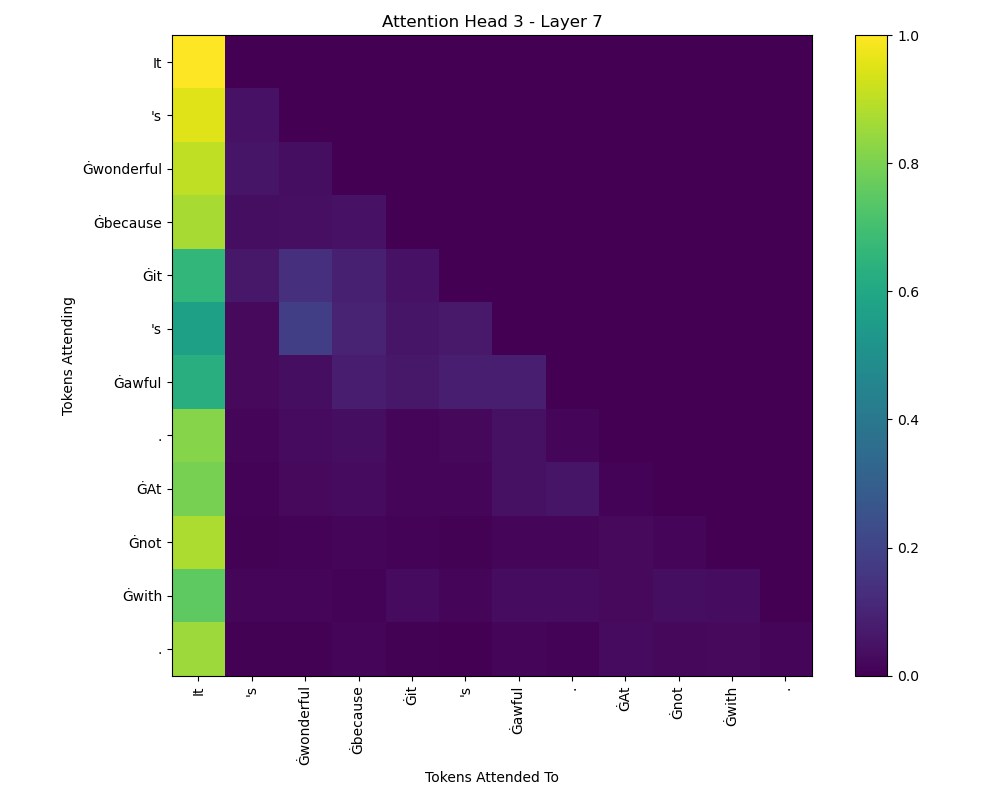 Attention Head 3 - Layer 7
It
's
Ġwonderful
Ġbecause
Ġit
's
Ġawful
.
ĠAt
Ġnot
Ġwith
.
Tokens Attending
It
's
Ġwonderful
Ġbecause
Ġit
's
Ġawful
.
ĠAt
Ġnot
Ġwith
.
Tokens Attended To
1.0
0.8
0.6
0.4
0.2
0.0